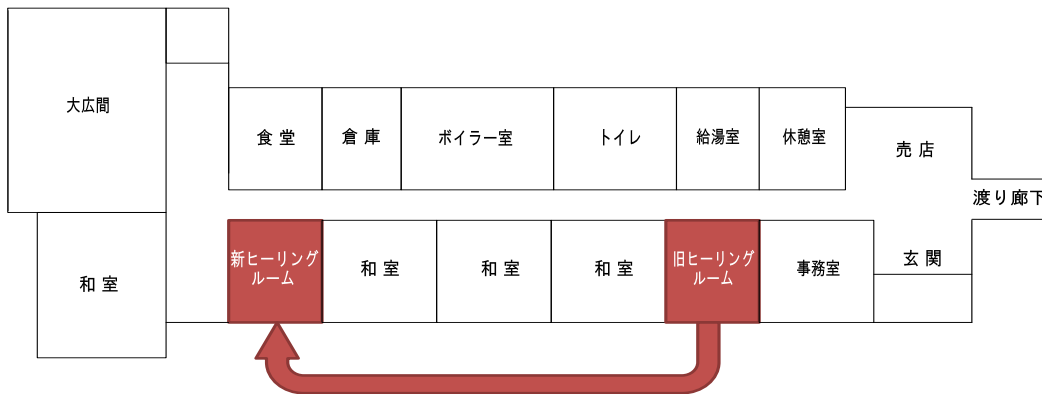 大広間
食 堂
倉 庫
ボイラー室
トイレ
給湯室
休憩室
売 店
渡り廊下
和 室
新ヒーリング
ルーム
和 室
和 室
和 室
旧ヒーリング
ルーム
事務室
玄 関